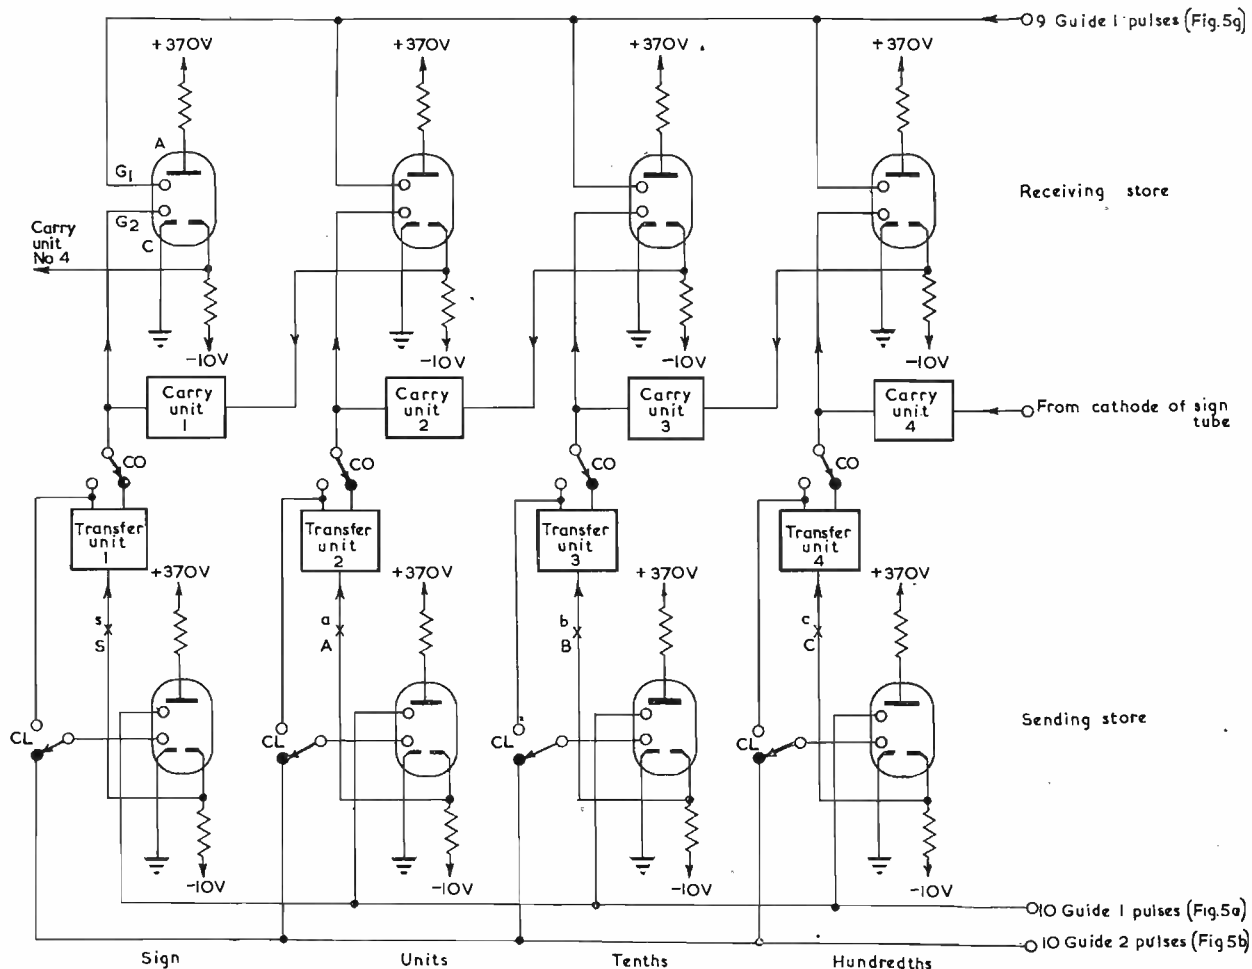 9 Guide 1 pulses (Fig.5g)
+370V
+370V
+370V
+370V
A
G1
G2
C
Receiving store
Carry
unit
No 4
-10V
-10V
-10V
-10V
Carry
unit
1
Carry
unit
2
Carry
unit
3
Carry
unit
4
From cathode of sign
tube
CO
CO
CO
CO
Transfer
unit
1
Transfer
unit
2
Transfer
unit
3
Transfer
unit
4
+370V
+370V
+370V
+370V
s
S
a
A
b
B
c
C
Sending store
CL
CL
CL
CL
-10V
-10V
-10V
-10V
10 Guide 1 pulses (Fig.5a)
10 Guide 2 pulses (Fig 5b)
Sign
Units
Tenths
Hundredths